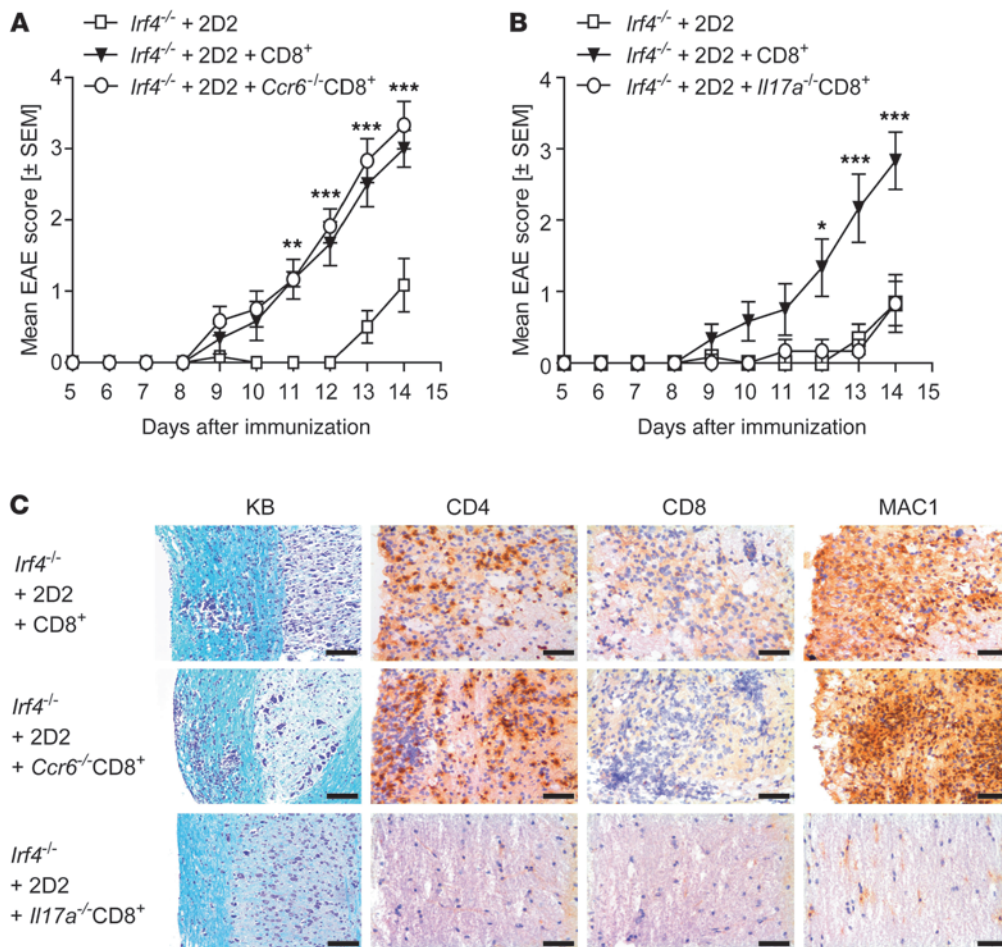 A
Irf4-/- + 2D2
Irf4-/- + 2D2 + CD8+
Irf4-/- + 2D2 + Ccr6-/-CD8+
Mean EAE score [± SEM]
4
3
2
1
0
** *** *** ***
5 6 7 8 9 10 11 12 13 14 15
Days after immunization
B
Irf4-/- + 2D2
Irf4-/- + 2D2 + CD8+
Irf4-/- + 2D2 + Il17a-/-CD8+
Mean EAE score [± SEM]
4
3
2
1
0
* *** ***
5 6 7 8 9 10 11 12 13 14 15
Days after immunization
C
KB CD4 CD8 MAC1
Irf4-/-
+ 2D2
+ CD8+
Irf4-/-
+ 2D2
+ Ccr6-/-CD8+
Irf4-/-
+ 2D2
+ Il17a-/-CD8+